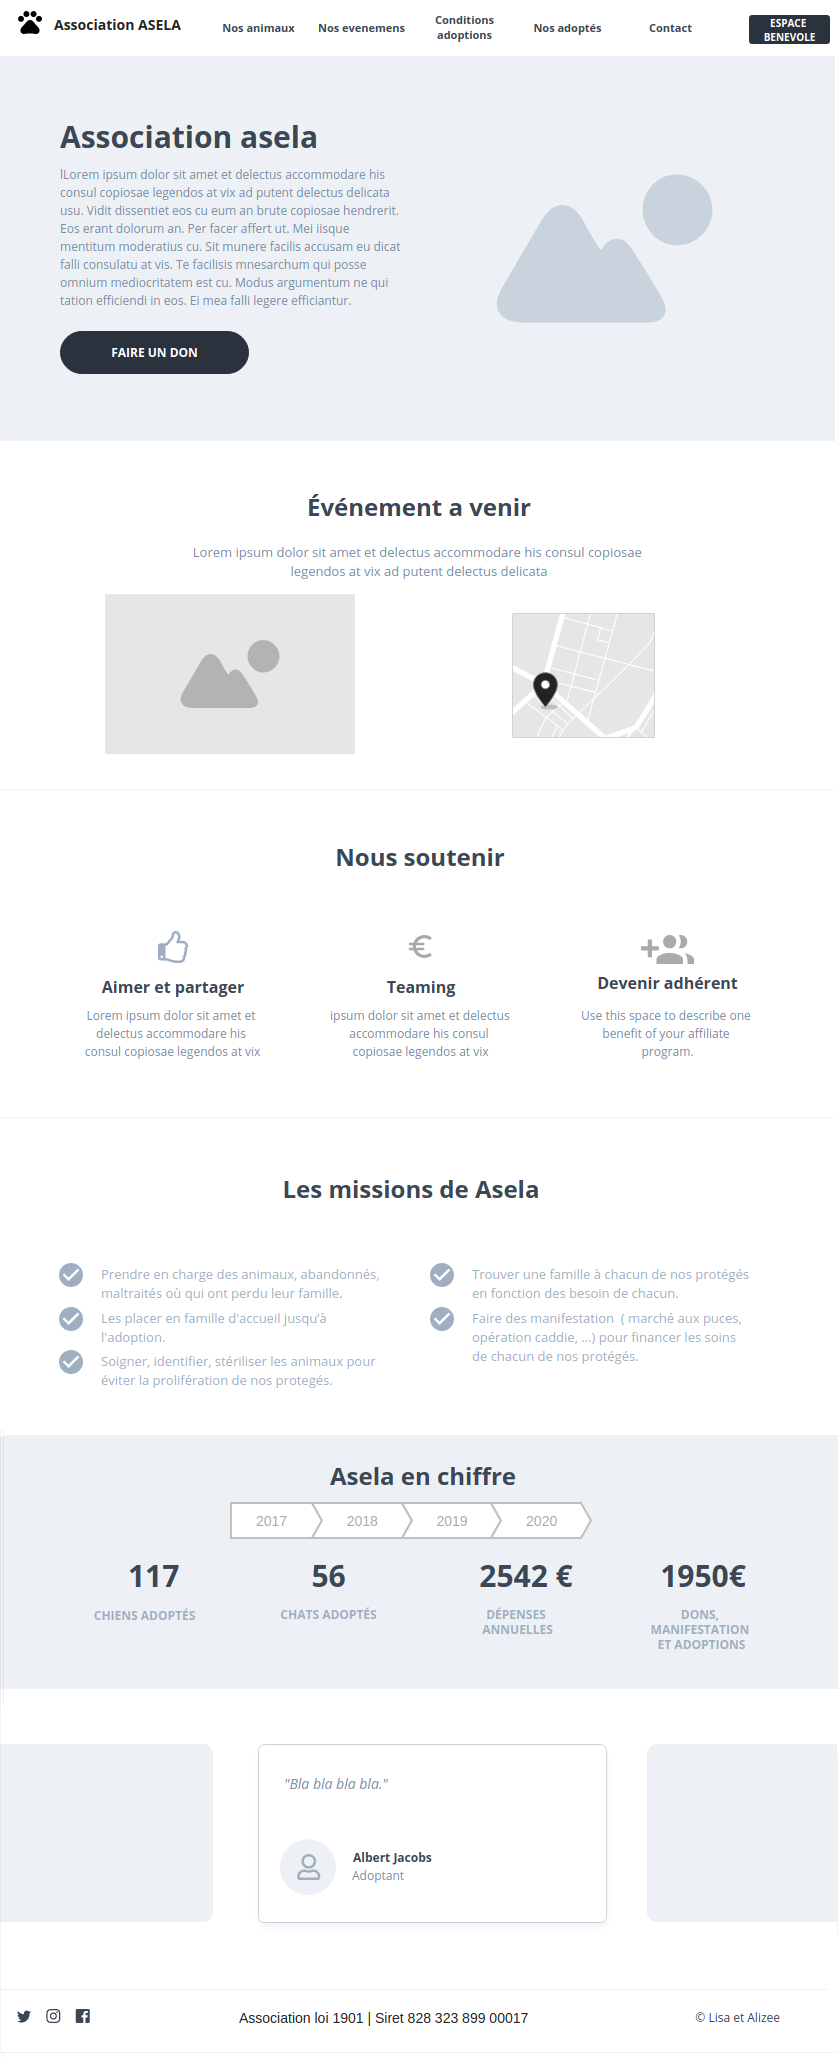 Association ASELA
Nos animaux
Nos evenemens
Conditions
adoptions
Nos adoptés
Contact
ESPACE
BENEVOLE
Association asela
lLorem ipsum dolor sit amet et delectus accommodare his
consul copiosae legendos at vix ad putent delectus delicata
usu. Vidit dissentiet eos cu eum an brute copiosae hendrerit.
Eos erant dolorum an. Per facer affert ut. Mei iisque
mentitum moderatius cu. Sit munere facilis accusam eu dicat
falli consulatu at vis. Te facilisis mnesarchum qui posse
omnium mediocritatem est cu. Modus argumentum ne qui
tation efficiendi in eos. Ei mea falli legere efficiantur.
FAIRE UN DON
Événement a venir
Lorem ipsum dolor sit amet et delectus accommodare his consul copiosae
legendos at vix ad putent delectus delicata
Nous soutenir
Aimer et partager
Lorem ipsum dolor sit amet et
delectus accommodare his
consul copiosae legendos at vix
€
Teaming
ipsum dolor sit amet et delectus
accommodare his consul
copiosae legendos at vix
Devenir adhérent
Use this space to describe one
benefit of your affiliate
program.
Les missions de Asela
Prendre en charge des animaux, abandonnés,
maltraités où qui ont perdu leur famille.
Les placer en famille d'accueil jusqu'à
l'adoption.
Soigner, identifier, stériliser les animaux pour
éviter la prolifération de nos protegés.
Trouver une famille à chacun de nos protégés
en fonction des besoin de chacun.
Faire des manifestation ( marché aux puces,
opération caddie, ...) pour financer les soins
de chacun de nos protégés.
Asela en chiffre
2017
2018
2019
2020
117
CHIENS ADOPTÉS
56
CHATS ADOPTÉS
2542 €
DÉPENSES
ANNUELLES
1950€
DONS,
MANIFESTATION
ET ADOPTIONS
"Bla bla bla bla."
Albert Jacobs
Adoptant
Association loi 1901 | Siret 828 323 899 00017
© Lisa et Alizee